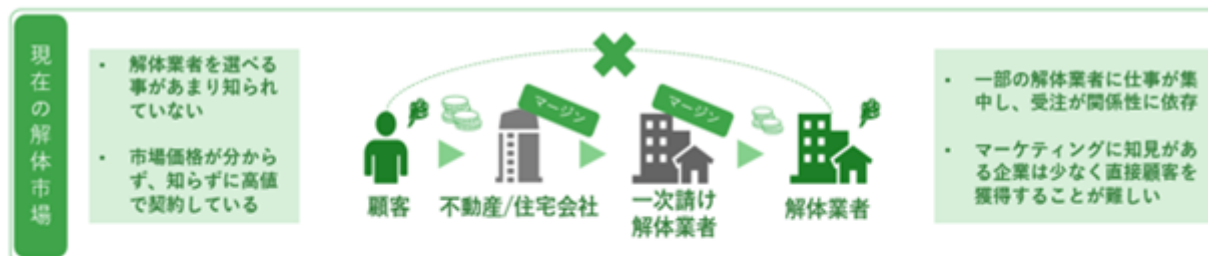 現在の解体市場
• 解体業者を選べる
事があまり知られ
ていない
• 市場価格が分から
ず、知らずに高値
で契約している
マージン
マージン
顧客
不動産/住宅会社
一次請け
解体業者
解体業者
• 一部の解体業者に仕事が集
中し、受注が関係性に依存
• マーケティングに知見があ
る企業は少なく直接顧客を
獲得することが難しい